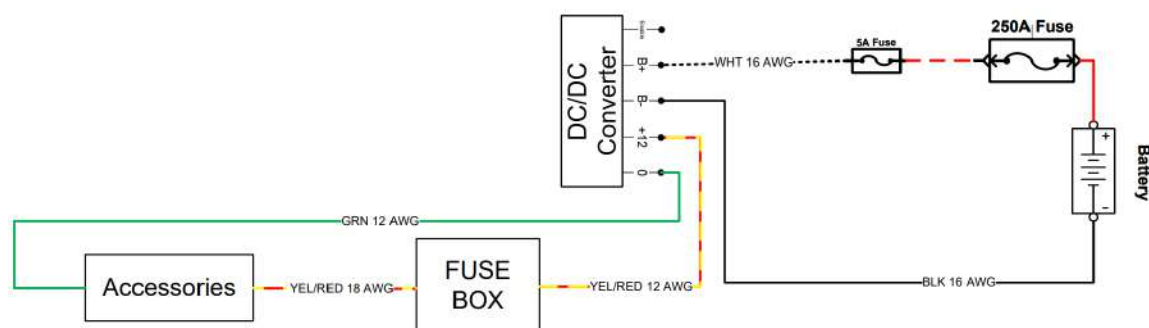 DC/DC
Converter
B+
B-
+12
0
WHT 16 AWG
5A Fuse
250A Fuse
+
-
Battery
BLK 16 AWG
GRN 12 AWG
Accessories
YEL/RED 18 AWG
FUSE
BOX
YEL/RED 12 AWG